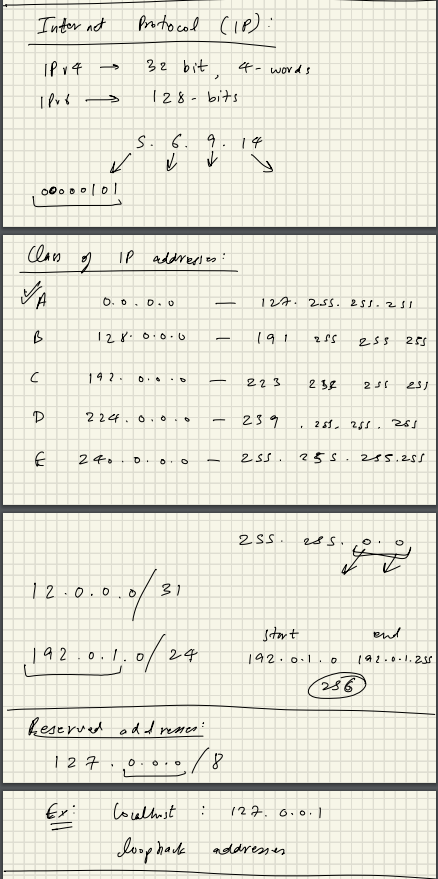 Internet Protocol (IP):
IPv4 → 32 bit, 4-words
IPv6 → 128-bits
5. 6. 9. 14
00000101
Class of IP addresses:
A 0.0.0.0 — 127. 255. 255. 255
B 128.0.0.0 — 191 255 255 255
C 192. 0.0.0 — 223 255 255 255
D 224.0.0.0 — 239 . 255. 255. 255
E 240.0.0.0 — 255. 255. 255.255
255. 255. 0.0
12.0.0.0/31
start end
192.0.1.0/24 192.0.1.0 192.0.1.255
256
Reserved addresses:
127.0.0.0/8
Ex: localhost : 127.0.0.1
loopback addresses